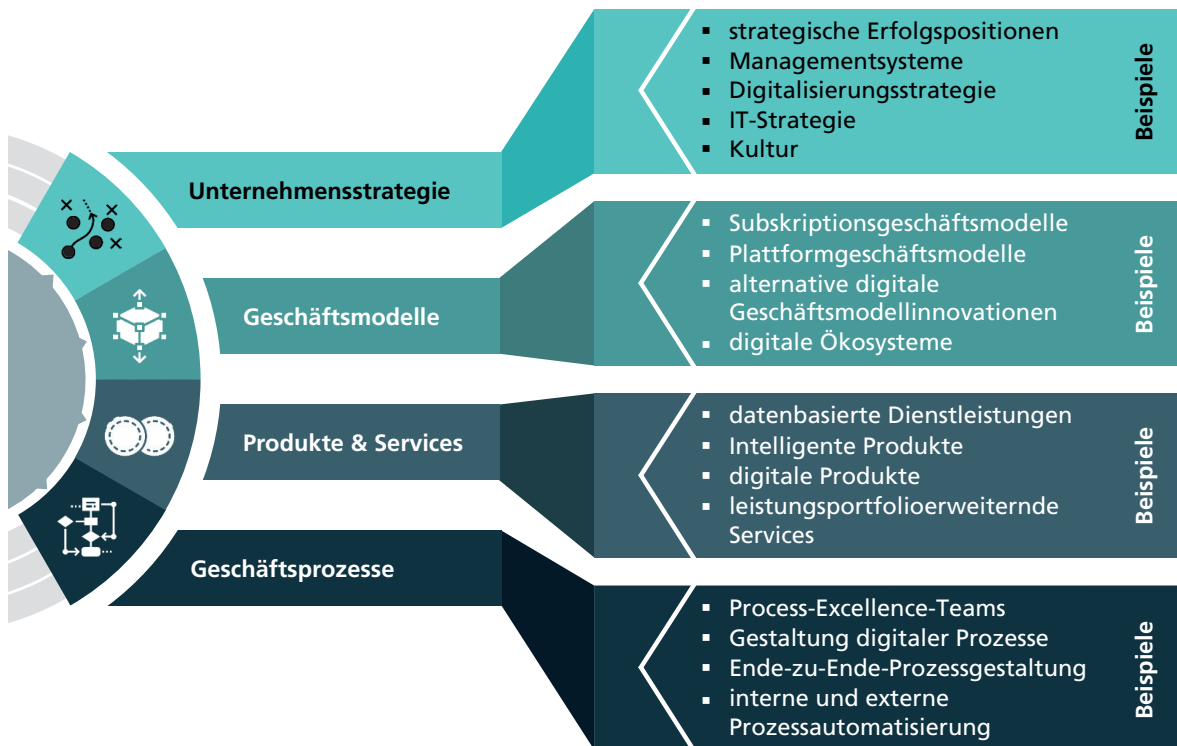 Unternehmensstrategie
▪ strategische Erfolgspositionen
▪ Managementsysteme
▪ Digitalisierungsstrategie
▪ IT-Strategie
▪ Kultur
Beispiele
Geschäftsmodelle
▪ Subskriptionsgeschäftsmodelle
▪ Plattformgeschäftsmodelle
▪ alternative digitale
Geschäftsmodellinnovationen
▪ digitale Ökosysteme
Beispiele
Produkte & Services
▪ datenbasierte Dienstleistungen
▪ Intelligente Produkte
▪ digitale Produkte
▪ leistungsportfolioerweiternde
Services
Beispiele
Geschäftsprozesse
▪ Process-Excellence-Teams
▪ Gestaltung digitaler Prozesse
▪ Ende-zu-Ende-Prozessgestaltung
▪ interne und externe
Prozessautomatisierung
Beispiele